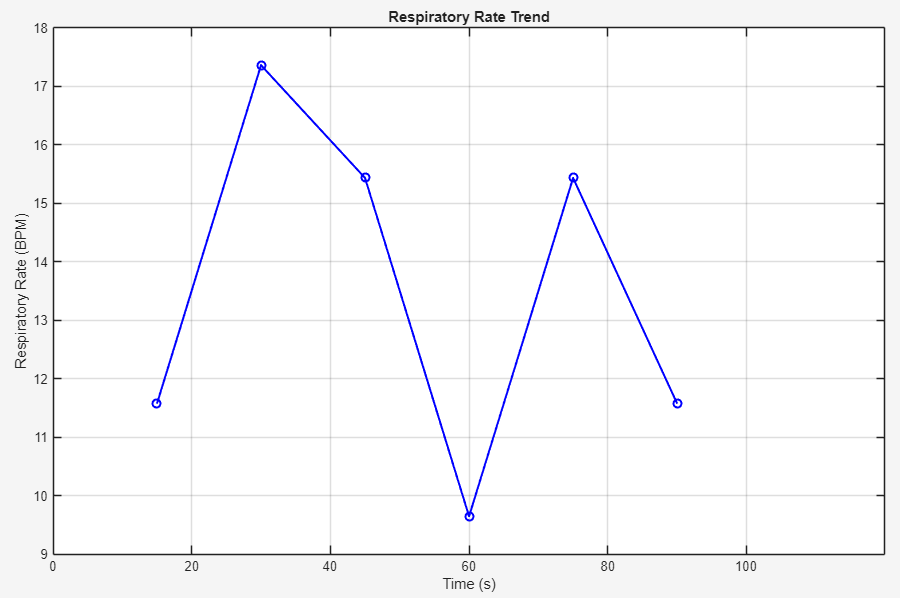 Respiratory Rate Trend
18
17
16
15
14
13
12
11
10
9
Respiratory Rate (BPM)
0 20 40 60 80 100
Time (s)